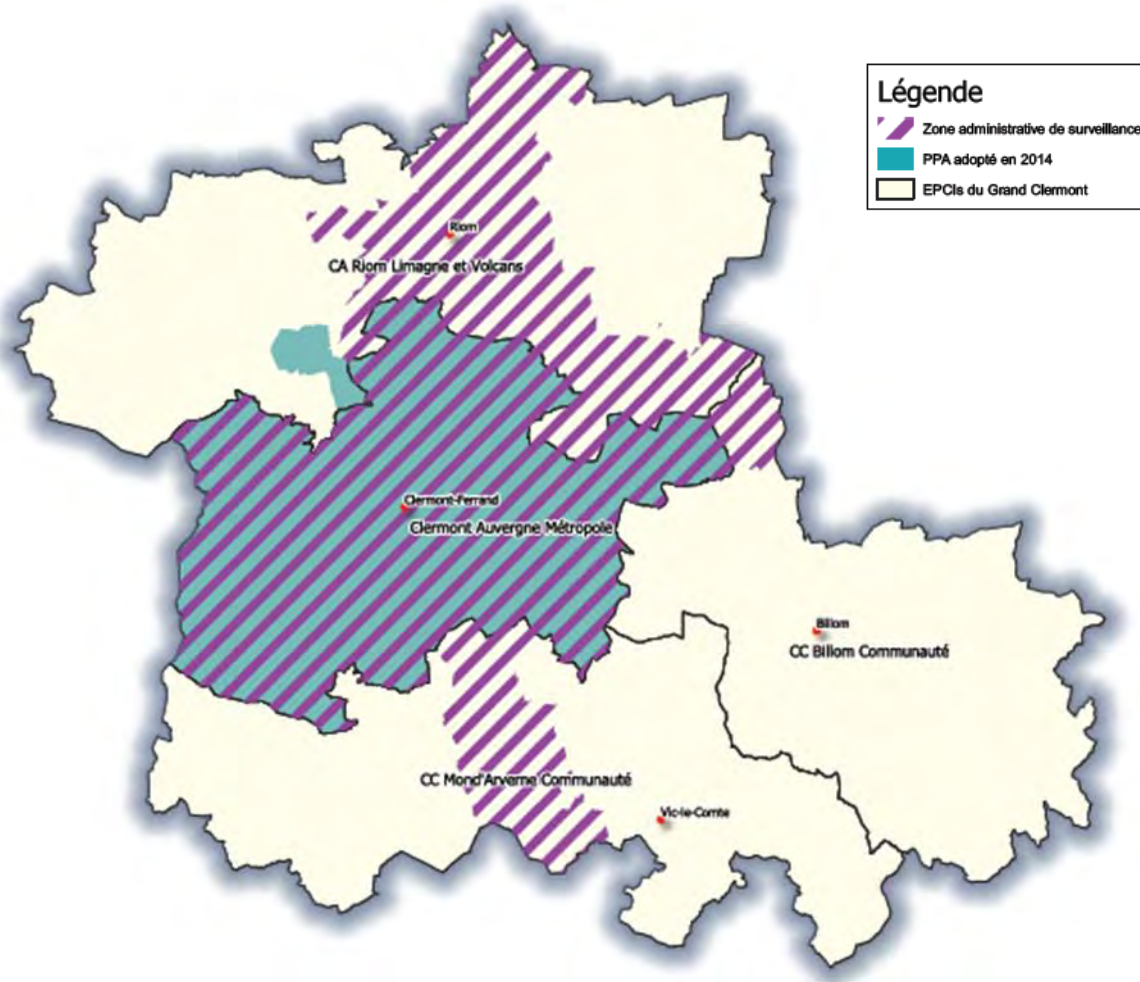 Légende
Zone administrative de surveillance
PPA adopté en 2014
EPCIs du Grand Clermont
Riom
CA Riom Limagne et Volcans
Clermont-Ferrand
Clermont Auvergne Métropole
Billom
CC Billom Communauté
CC Mond'Arverne Communauté
Vic-le-Comte